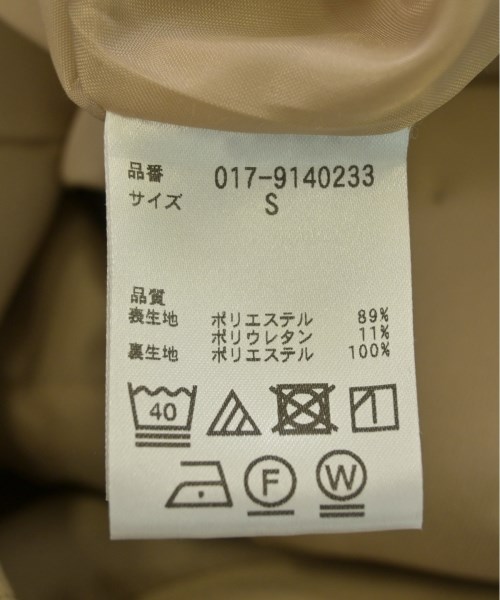 品番 017-9140233
サイズ S
品質
表生地 ポリエステル 89%
ポリウレタン 11%
裏生地 ポリエステル 100%
40
F W